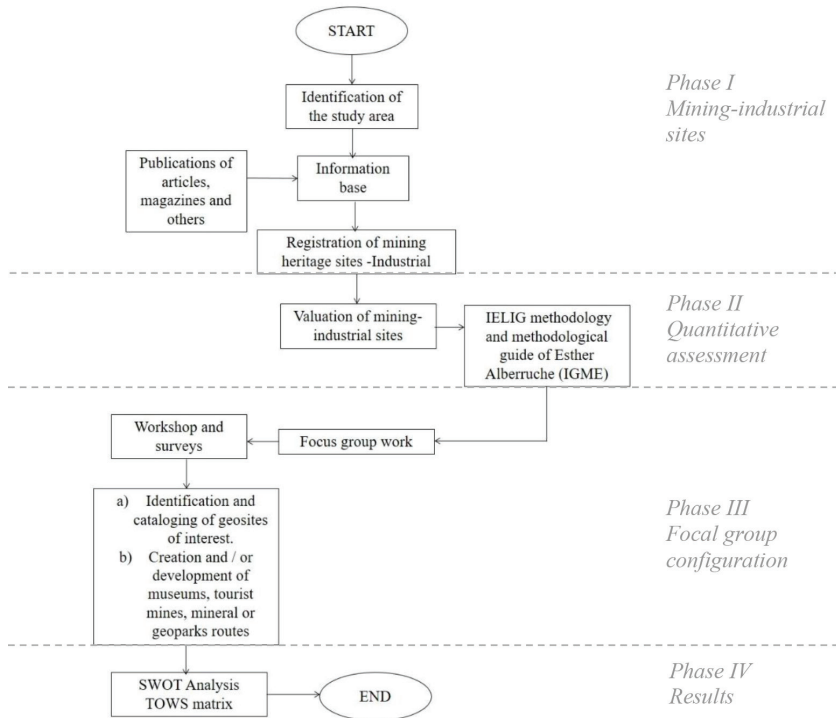 START
Phase I
Mining-industrial
sites
Identification of
the study area
Publications of
articles,
magazines and
others
Information
base
Registration of mining
heritage sites -Industrial
Phase II
Quantitative
assessment
Valuation of mining-
industrial sites
IELIG methodology
and methodological
guide of Esther
Alberruche (IGME)
Workshop and
surveys
Focus group work
Phase III
Focal group
configuration
a) Identification and
cataloging of geosites
of interest.
b) Creation and / or
development of
museums, tourist
mines, mineral or
geoparks routes
Phase IV
Results
SWOT Analysis
TOWS matrix
END